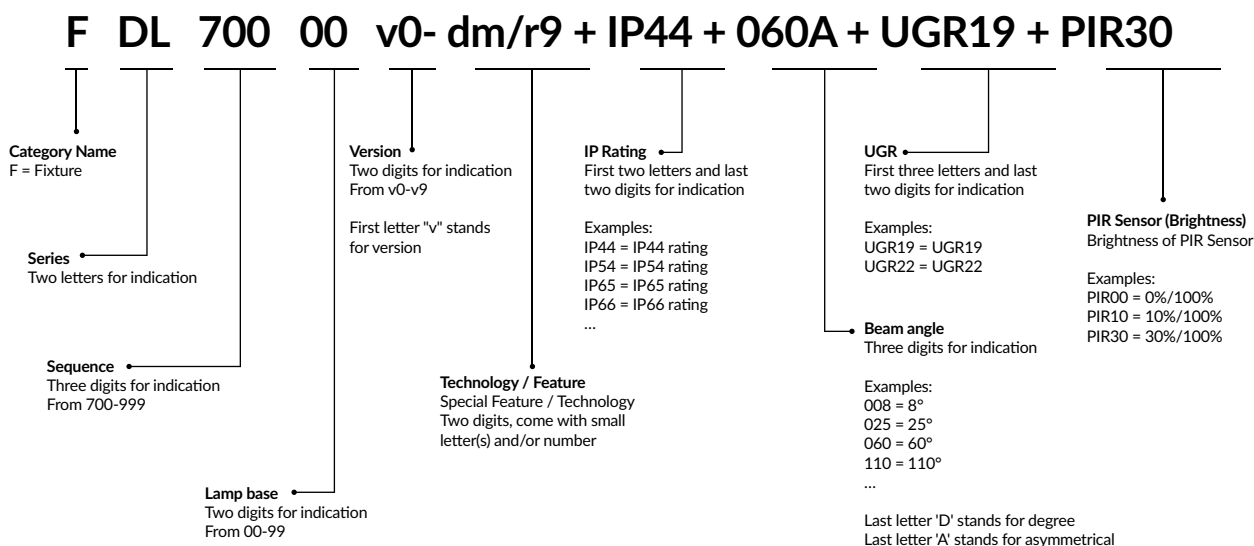 F DL 700 00 v0- dm/r9 + IP44 + 060A + UGR19 + PIR30
Category Name
F = Fixture
Series
Two letters for indication
Sequence
Three digits for indication
From 700-999
Lamp base
Two digits for indication
From 00-99
Version
Two digits for indication
From v0-v9
First letter "v" stands
for version
Technology / Feature
Special Feature / Technology
Two digits, come with small
letter(s) and/or number
IP Rating
First two letters and last
two digits for indication
Examples:
IP44 = IP44 rating
IP54 = IP54 rating
IP65 = IP65 rating
IP66 = IP66 rating
...
Beam angle
Three digits for indication
Examples:
008 = 8°
025 = 25°
060 = 60°
110 = 110°
...
Last letter 'D' stands for degree
Last letter 'A' stands for asymmetrical
UGR
First three letters and last
two digits for indication
Examples:
UGR19 = UGR19
UGR22 = UGR22
PIR Sensor (Brightness)
Brightness of PIR Sensor
Examples:
PIR00 = 0%/100%
PIR10 = 10%/100%
PIR30 = 30%/100%